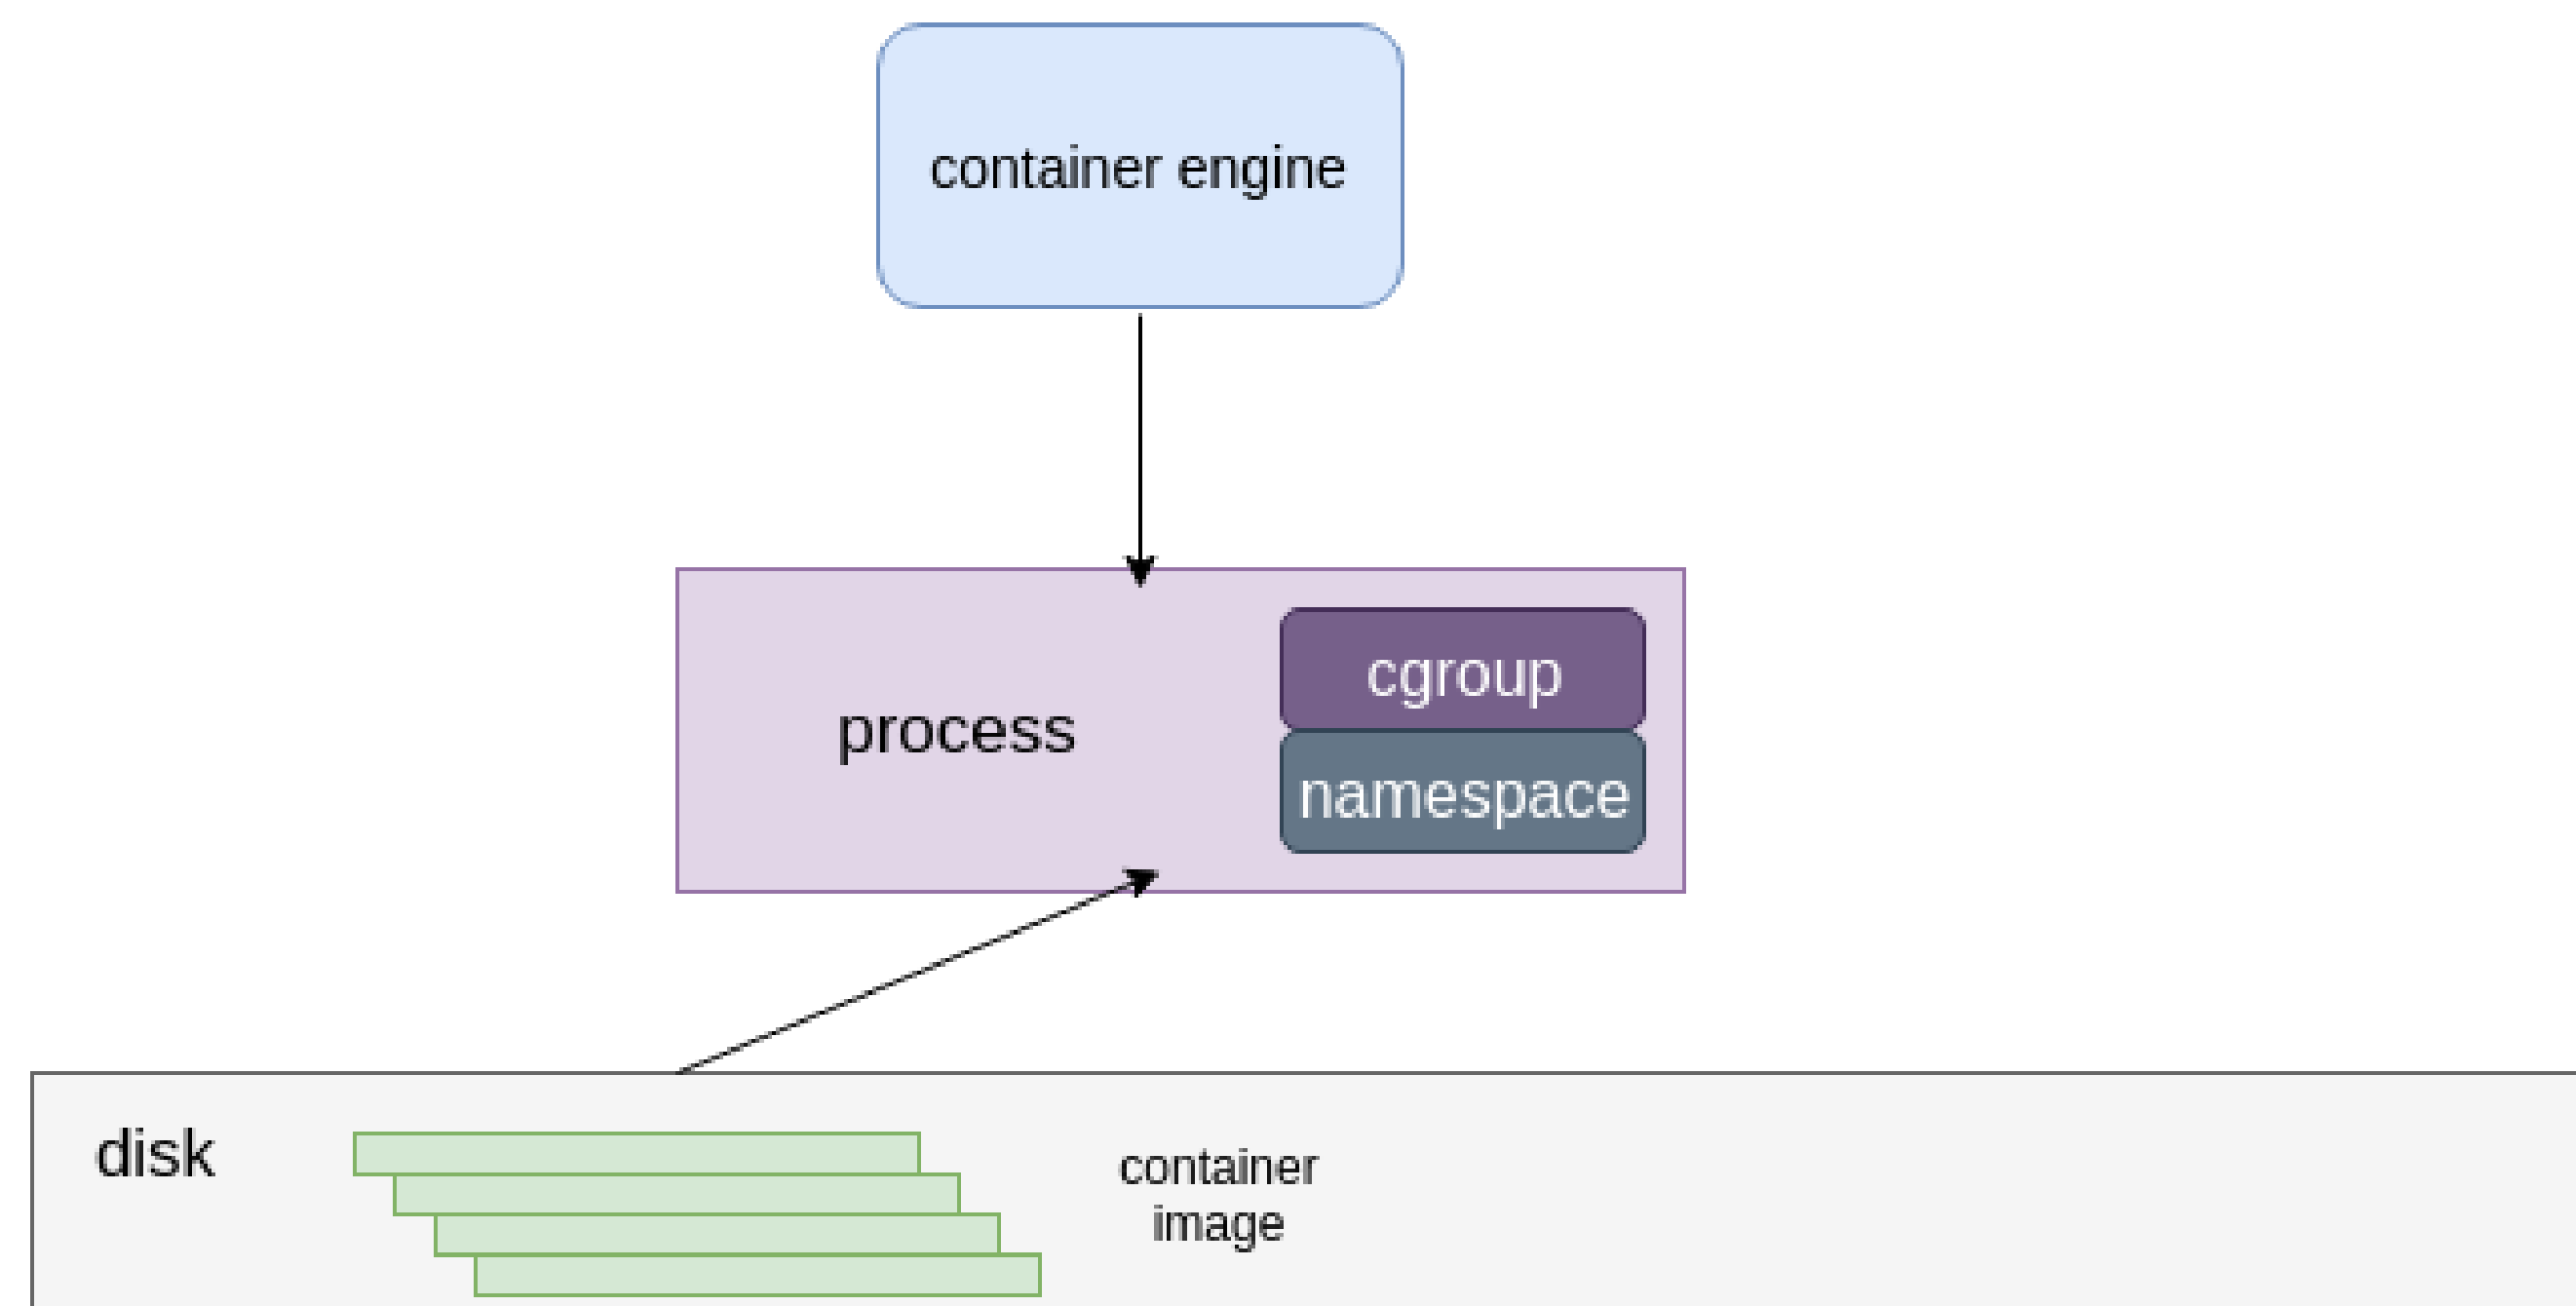 container engine
process
cgroup
namespace
disk
container
image